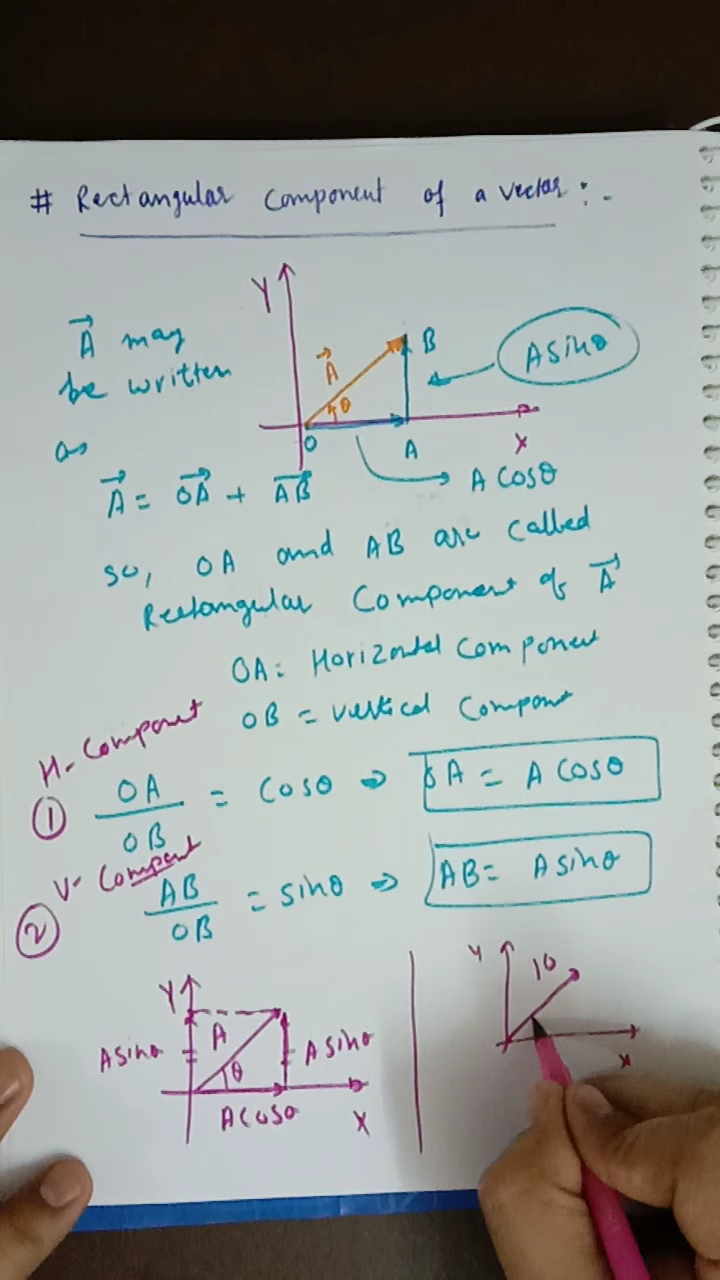 # Rectangular Component of a vector :-
Y
A⃗ may
be written
as
A⃗
θ
B
A sinθ
O
A
X
A cosθ
A⃗ = OA⃗ + AB⃗
so, OA and AB are called
Rectangular Component of A⃗
OA = Horizontal component
OB = vertical component
H- Component
① OA/OB = cosθ ⇒ OA = A cosθ
V- Component
② AB/OB = sinθ ⇒ AB = A sinθ
Y
A
A sinθ
θ
A sinθ
A cosθ
X
Y
10
X